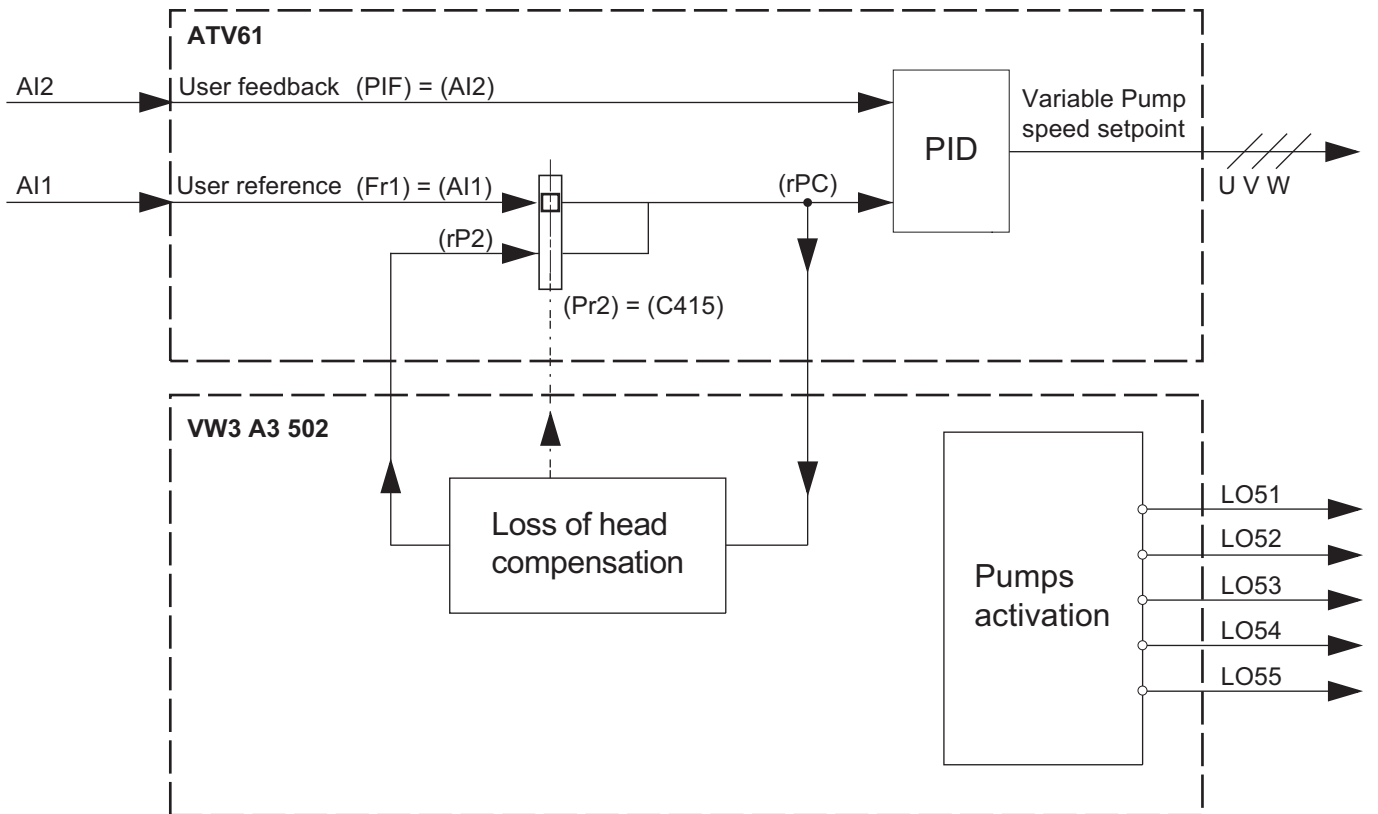 ATV61
AI2
User feedback (PIF) = (AI2)
Variable Pump
speed setpoint
PID
AI1
User reference (Fr1) = (AI1)
(rPC)
U V W
(rP2)
(Pr2) = (C415)
VW3 A3 502
Loss of head
compensation
Pumps
activation
LO51
LO52
LO53
LO54
LO55